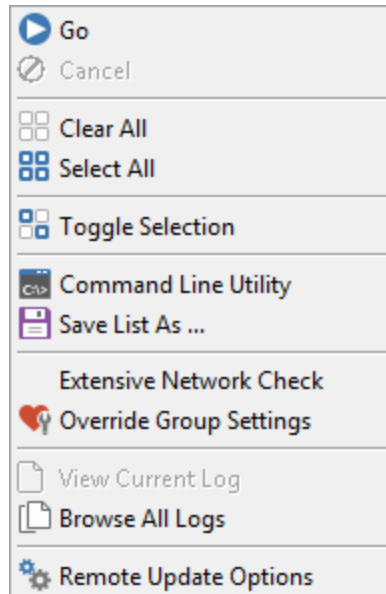 Go
Cancel
Clear All
Select All
Toggle Selection
C:\>
Command Line Utility
Save List As ...
Extensive Network Check
Override Group Settings
View Current Log
Browse All Logs
Remote Update Options